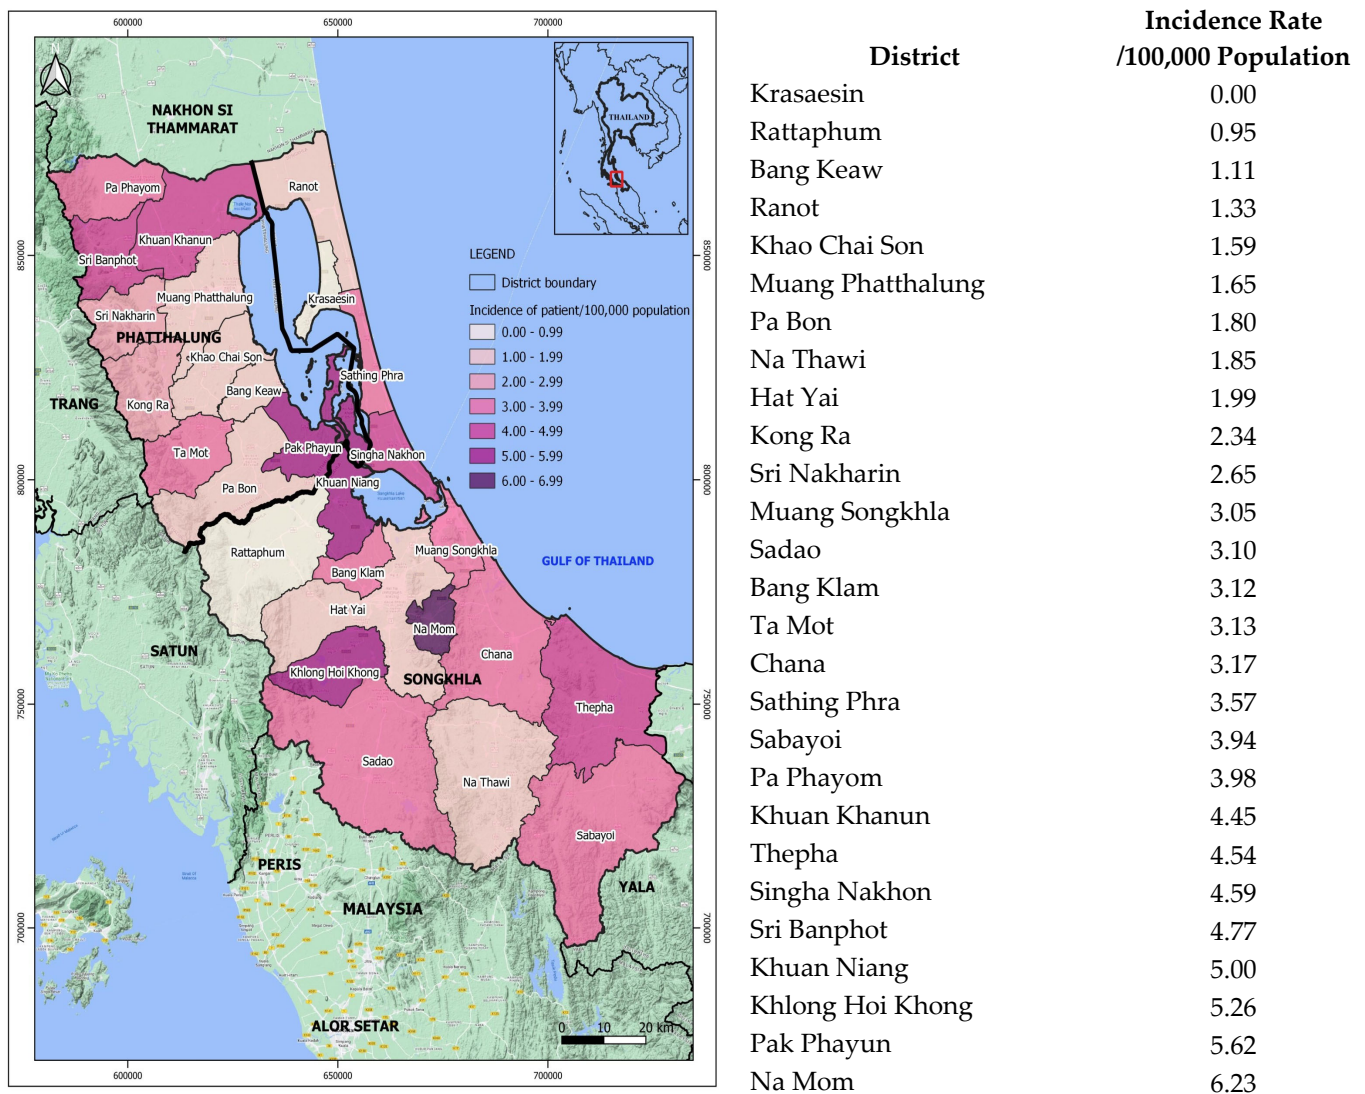 600000
650000
700000
N
NAKHON SI
THAMMARAT
THAILAND
Pa Phayom
Ranot
Khuan Khanun
850000
850000
Sri Banphot
LEGEND
District boundary
Muang Phatthalung
Krasaesin
Incidence of patient/100,000 population
Sri Nakharin
0.00 - 0.99
PHATTHALUNG
1.00 - 1.99
Khao Chai Son
2.00 - 2.99
Sathing Phra
Bang Keaw
TRANG
Kong Ra
3.00 - 3.99
4.00 - 4.99
Ta Mot
Pak Phayun
Singha Nakhon
5.00 - 5.99
800000
800000
Pa Bon
Khuan Niang
6.00 - 6.99
Rattaphum
Muang Songkhla
GULF OF THAILAND
Bang Klam
Hat Yai
Na Mom
SATUN
SATUN
Chana
Khlong Hoi Khong
SONGKHLA
750000
750000
Thepha
Sadao
Na Thawi
Sabayoi
PERIS
YALA
MALAYSIA
700000
700000
ALOR SETAR
0 10 20 km
600000
650000
700000
Incidence Rate
District /100,000 Population
Krasaesin 0.00
Rattaphum 0.95
Bang Keaw 1.11
Ranot 1.33
Khao Chai Son 1.59
Muang Phatthalung 1.65
Pa Bon 1.80
Na Thawi 1.85
Hat Yai 1.99
Kong Ra 2.34
Sri Nakharin 2.65
Muang Songkhla 3.05
Sadao 3.10
Bang Klam 3.12
Ta Mot 3.13
Chana 3.17
Sathing Phra 3.57
Sabayoi 3.94
Pa Phayom 3.98
Khuan Khanun 4.45
Thepha 4.54
Singha Nakhon 4.59
Sri Banphot 4.77
Khuan Niang 5.00
Khlong Hoi Khong 5.26
Pak Phayun 5.62
Na Mom 6.23